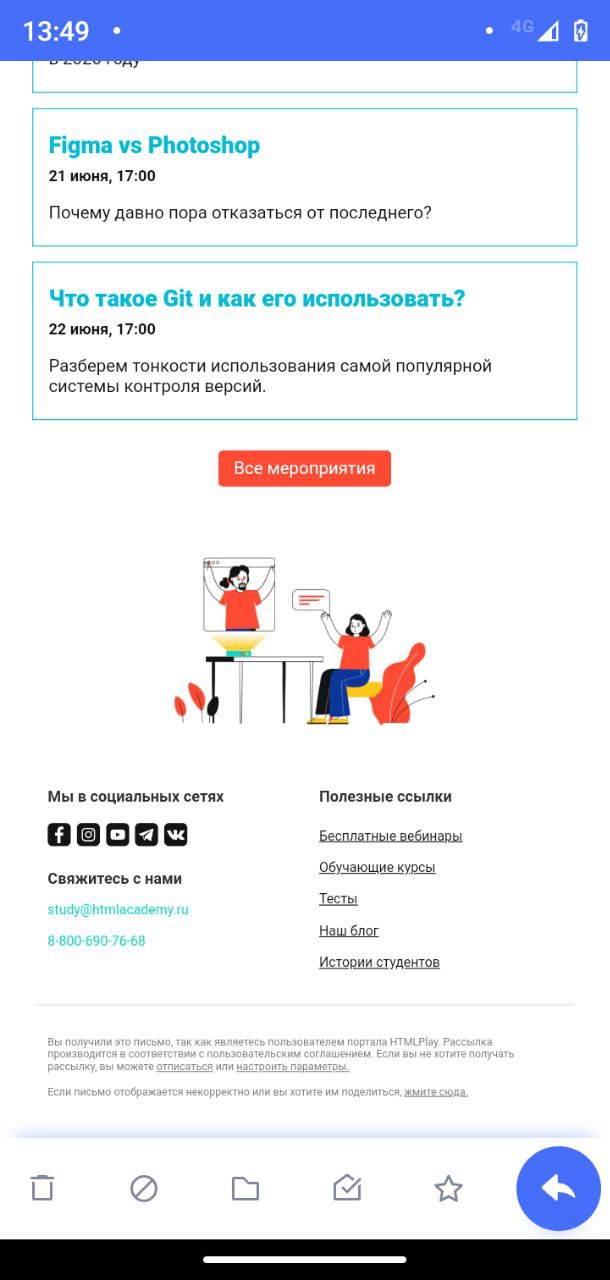 13:49
4G
в 2020 году
Figma vs Photoshop
21 июня, 17:00
Почему давно пора отказаться от последнего?
Что такое Git и как его использовать?
22 июня, 17:00
Разберем тонкости использования самой популярной
системы контроля версий.
Все мероприятия
Мы в социальных сетях
Свяжитесь с нами
study@htmlacademy.ru
8-800-690-76-68
Полезные ссылки
Бесплатные вебинары
Обучающие курсы
Тесты
Наш блог
Истории студентов
Вы получили это письмо, так как являетесь пользователем портала HTMLPlay. Рассылка
производится в соответствии с пользовательским соглашением. Если вы не хотите получать
рассылку, вы можете отписаться или настроить параметры.
Если письмо отображается некорректно или вы хотите им поделиться, жмите сюда.